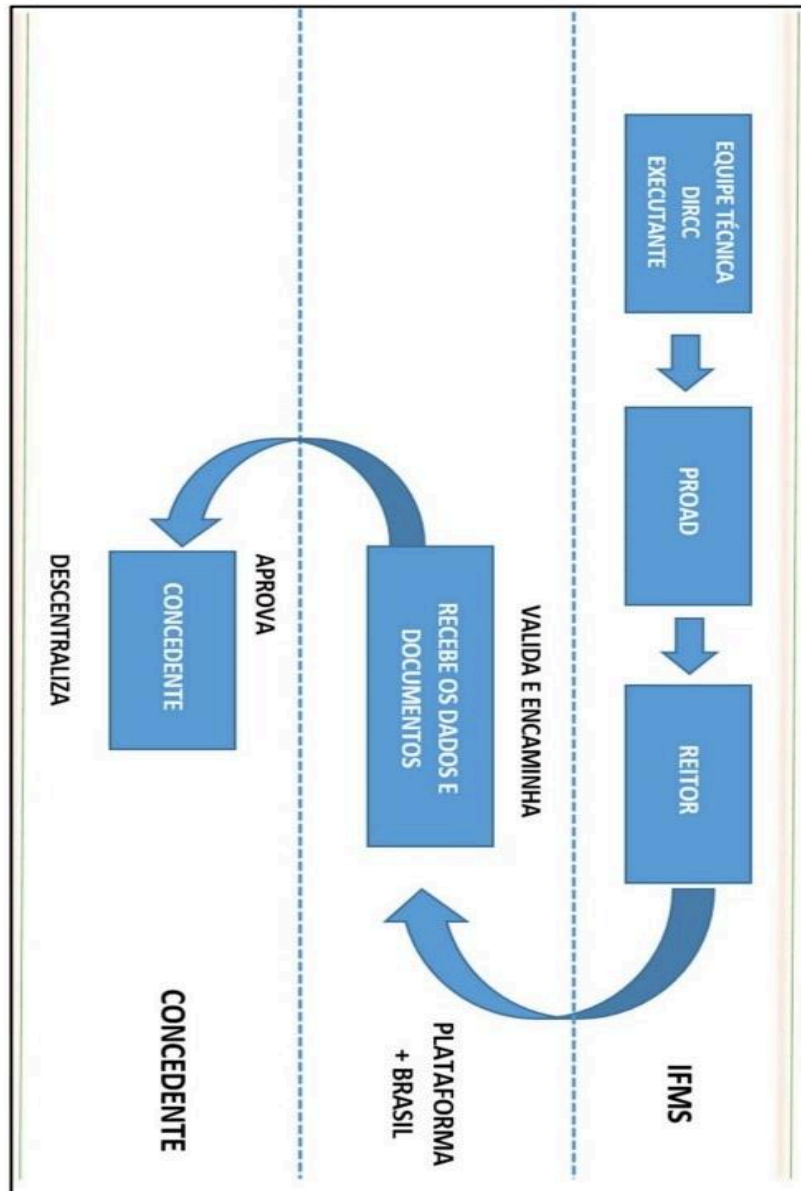 EQUIPE TÉCNICA
DIRCC
EXECUTANTE
PROAD
REITOR
IFMS
VALIDA E ENCAMINHA
RECEBE OS DADOS E
DOCUMENTOS
PLATAFORMA
+ BRASIL
APROVA
CONCEDENTE
DESCENTRALIZA
CONCEDENTE